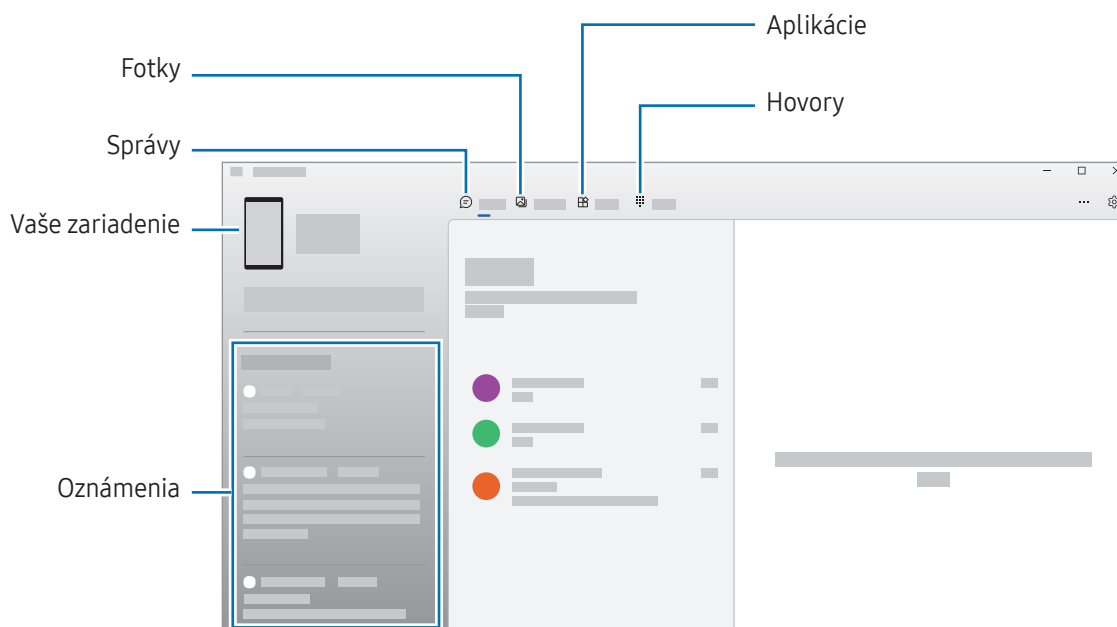 Aplikácie
Fotky
Hovory
Správy
Vaše zariadenie
Oznámenia